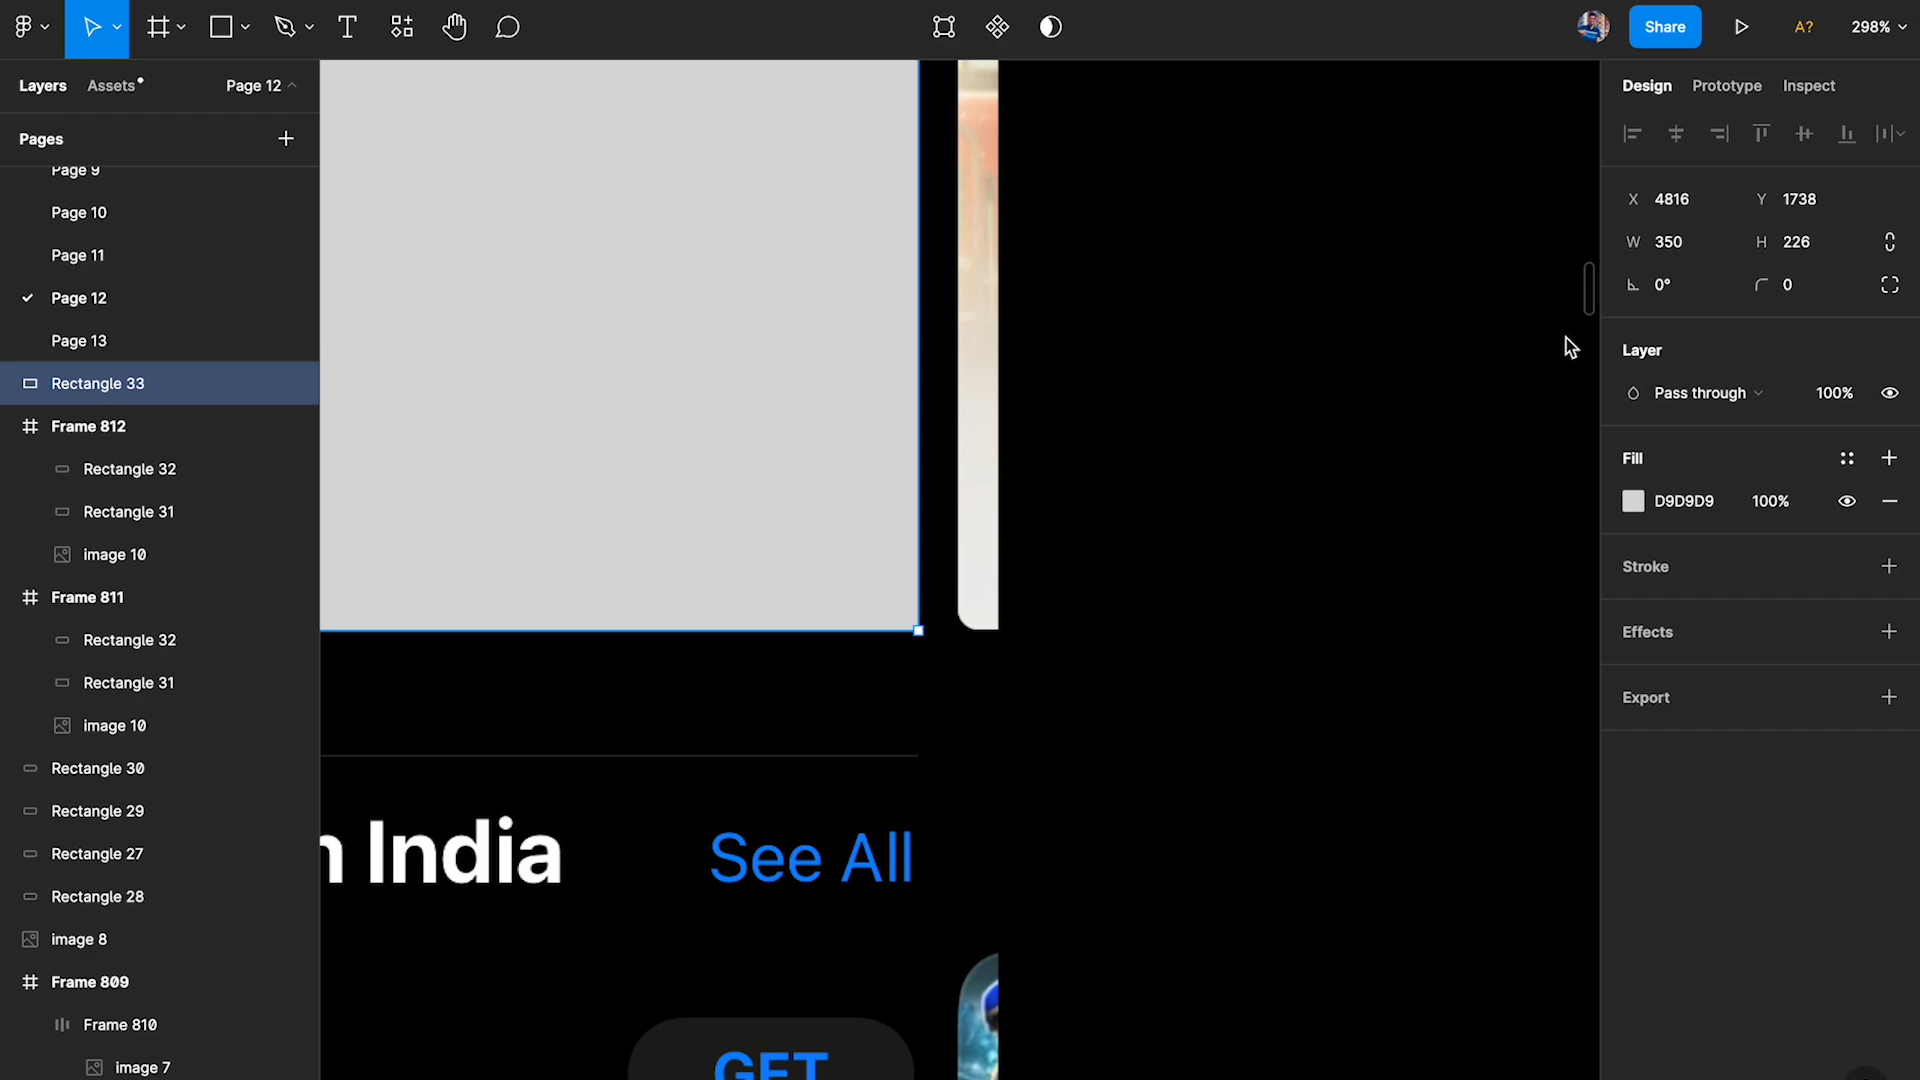 Share
A?
298%
Layers
Assets
Page 12
Design
Prototype
Inspect
Pages
Page 9
Page 10
Page 11
Page 12
Page 13
Rectangle 33
Frame 812
Rectangle 32
Rectangle 31
image 10
Frame 811
Rectangle 32
Rectangle 31
image 10
Rectangle 30
Rectangle 29
Rectangle 27
Rectangle 28
image 8
Frame 809
Frame 810
image 7
India
See All
GET
X 4816 Y 1738
W 350 H 226
0° 0
Layer
Pass through 100%
Fill
D9D9D9 100%
Stroke
Effects
Export